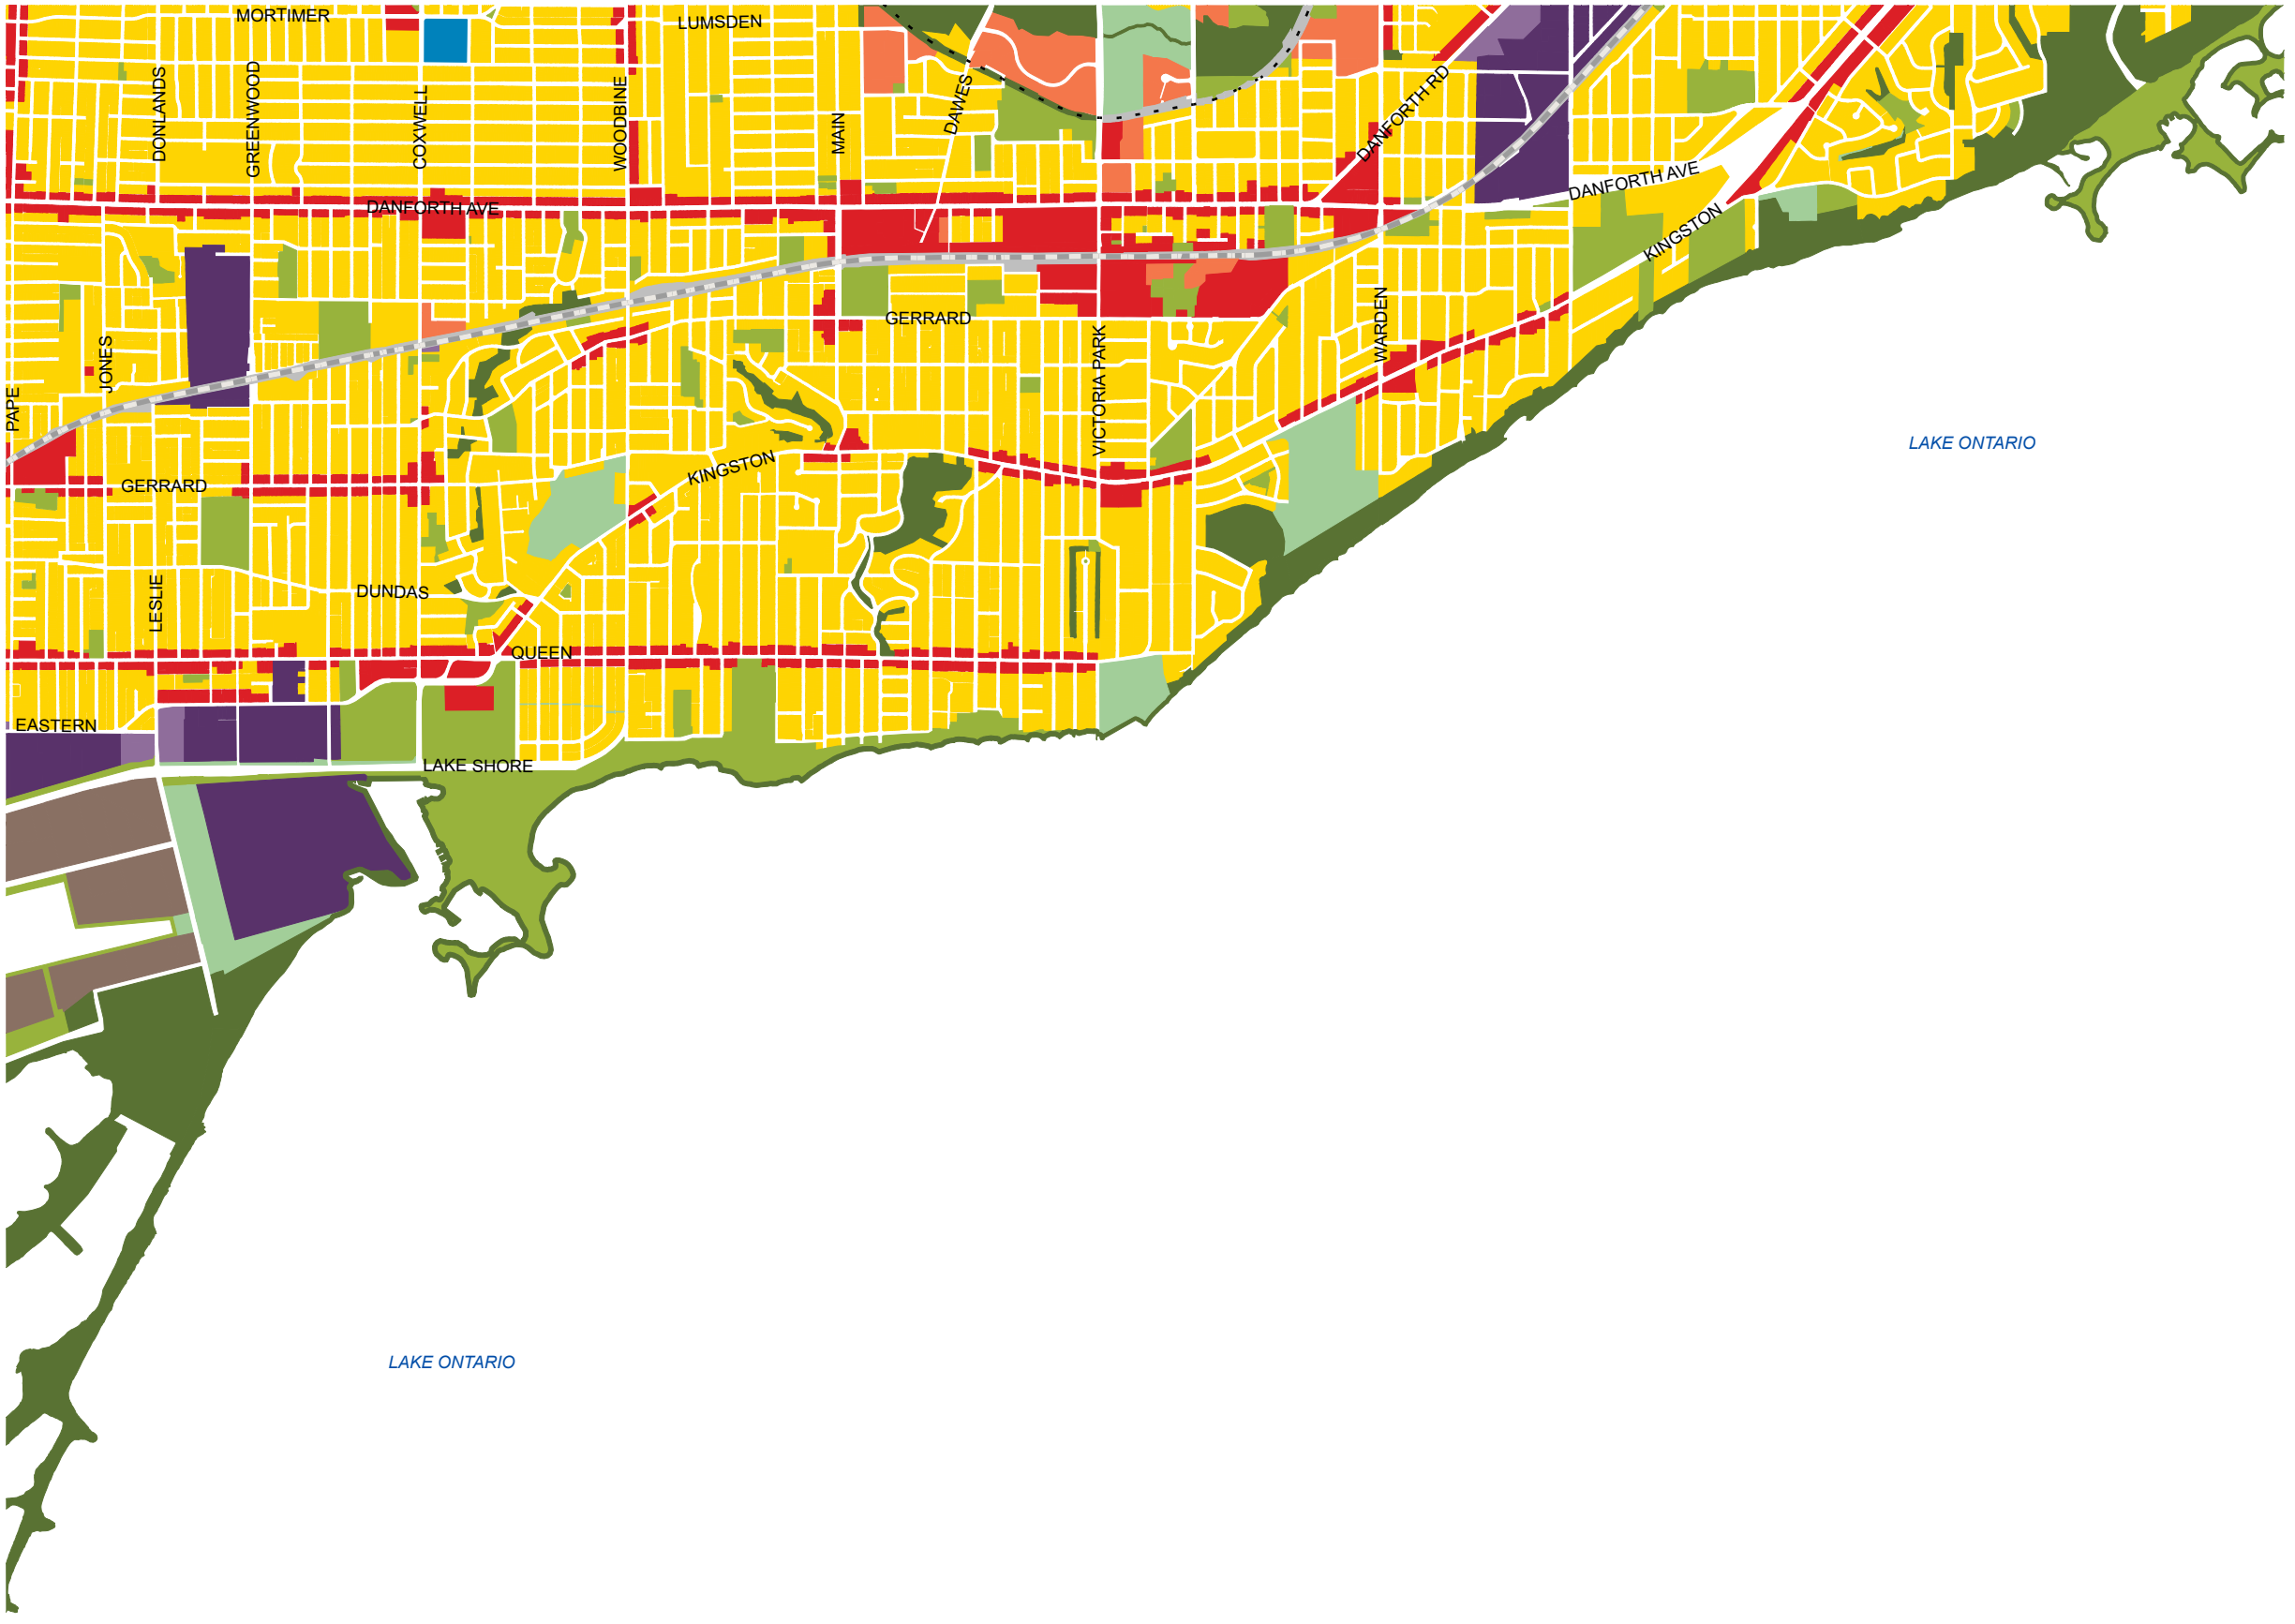 MORTIMER
LUMSDEN
DONLANDS
GREENWOOD
COXWELL
WOODBINE
MAIN
DAWES
DANFORTH RD
DANFORTH AVE
DANFORTH AVE
KINGSTON
JONES
PAPE
GERRARD
VICTORIA PARK
WARDEN
LAKE ONTARIO
KINGSTON
GERRARD
LESLIE
DUNDAS
QUEEN
EASTERN
LAKE SHORE
LAKE ONTARIO